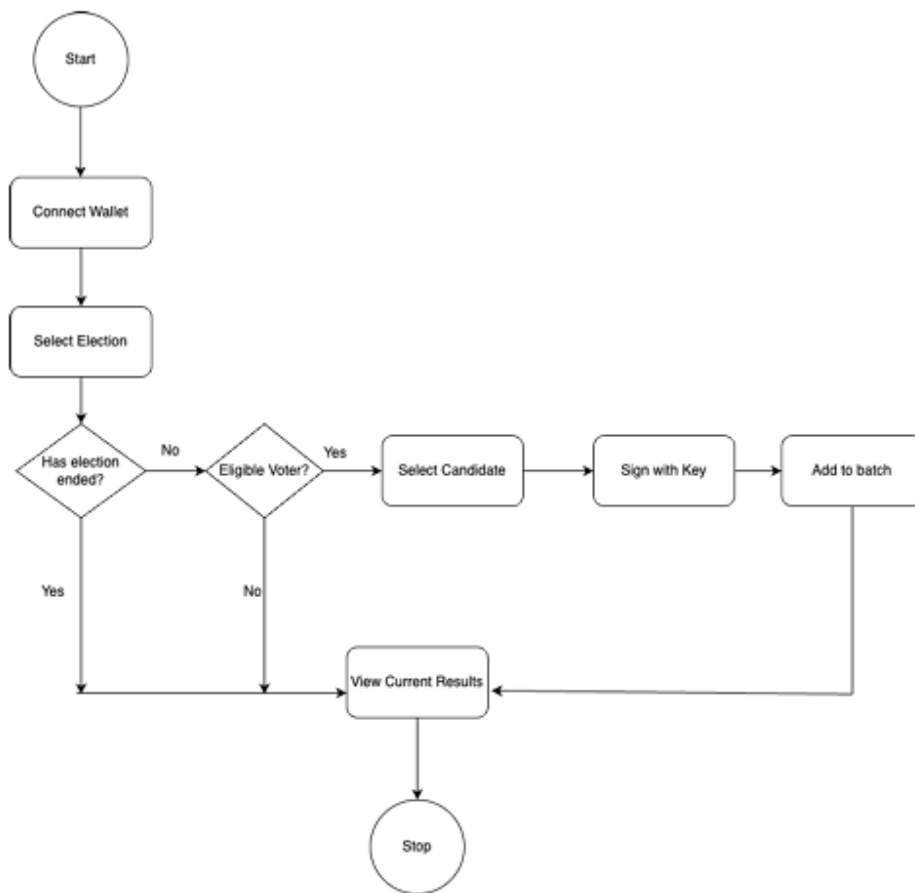 Start
Connect Wallet
Select Election
Has election
ended?
No
Eligible Voter?
Yes
Select Candidate
Sign with Key
Add to batch
Yes
No
View Current Results
Stop